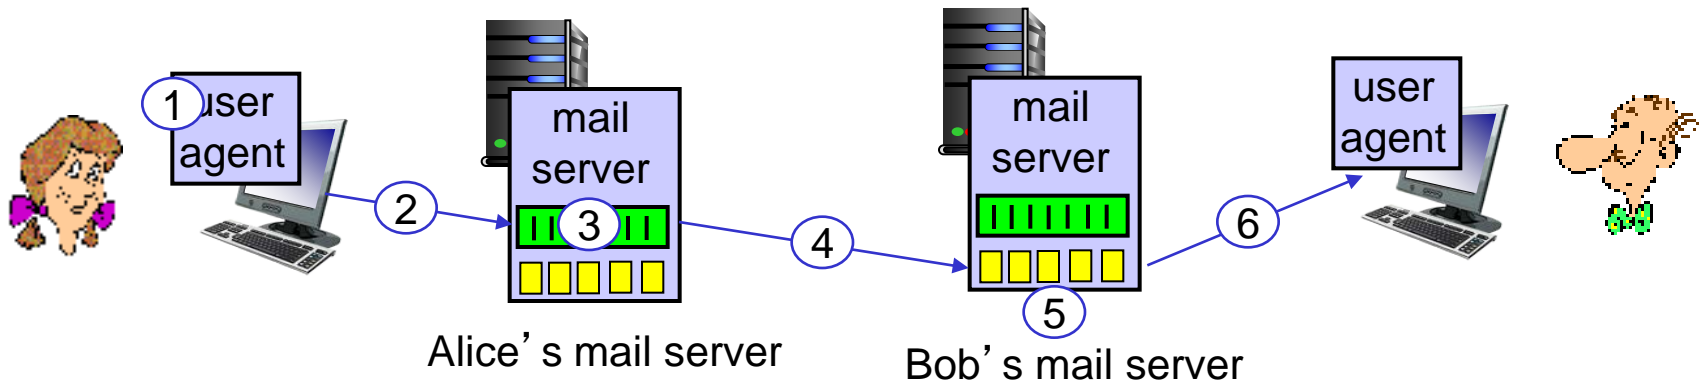 1
user
agent
2
mail
server
3
Alice’s mail server
4
mail
server
5
Bob’s mail server
6
user
agent